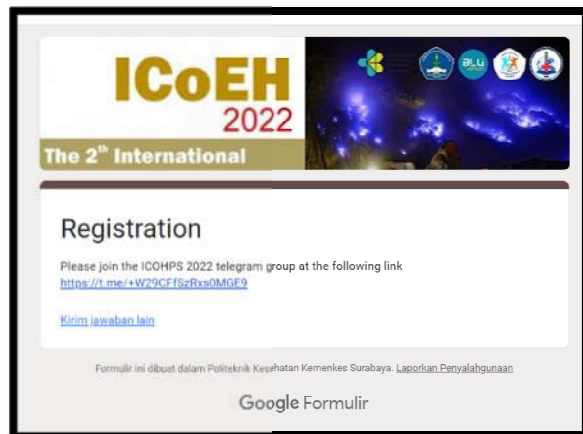 ICoEH
2022
The 2th International
BLU
Registration
Please join the ICOHPS 2022 telegram group at the following link
https://t.me/+W29CFfSzRxs0MGE9
Kirim jawaban lain
Formulir ini dibuat dalam Politeknik Kesehatan Kemenkes Surabaya. Laporkan Penyalahgunaan
Google Formulir